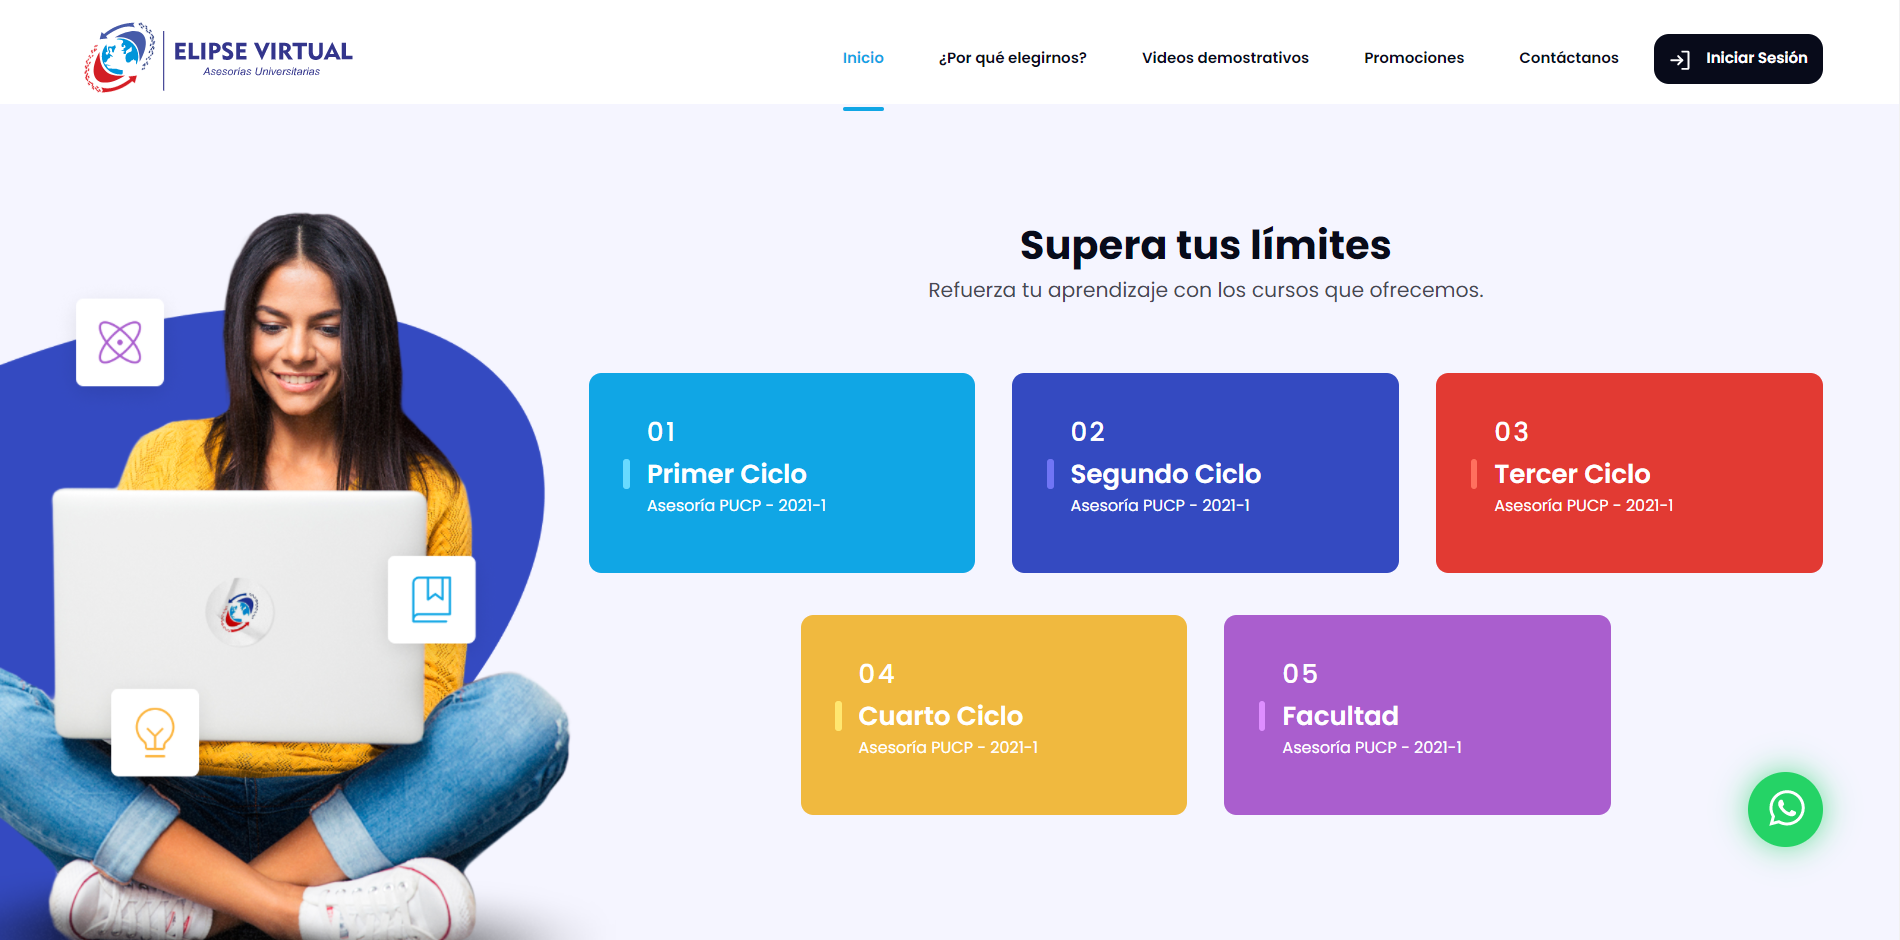 ELIPSE VIRTUAL
Asesorías Universitarias
Inicio
¿Por qué elegirnos?
Videos demostrativos
Promociones
Contáctanos
Iniciar Sesión
Supera tus límites
Refuerza tu aprendizaje con los cursos que ofrecemos.
01
Primer Ciclo
Asesoría PUCP - 2021-1
02
Segundo Ciclo
Asesoría PUCP - 2021-1
03
Tercer Ciclo
Asesoría PUCP - 2021-1
04
Cuarto Ciclo
Asesoría PUCP - 2021-1
05
Facultad
Asesoría PUCP - 2021-1